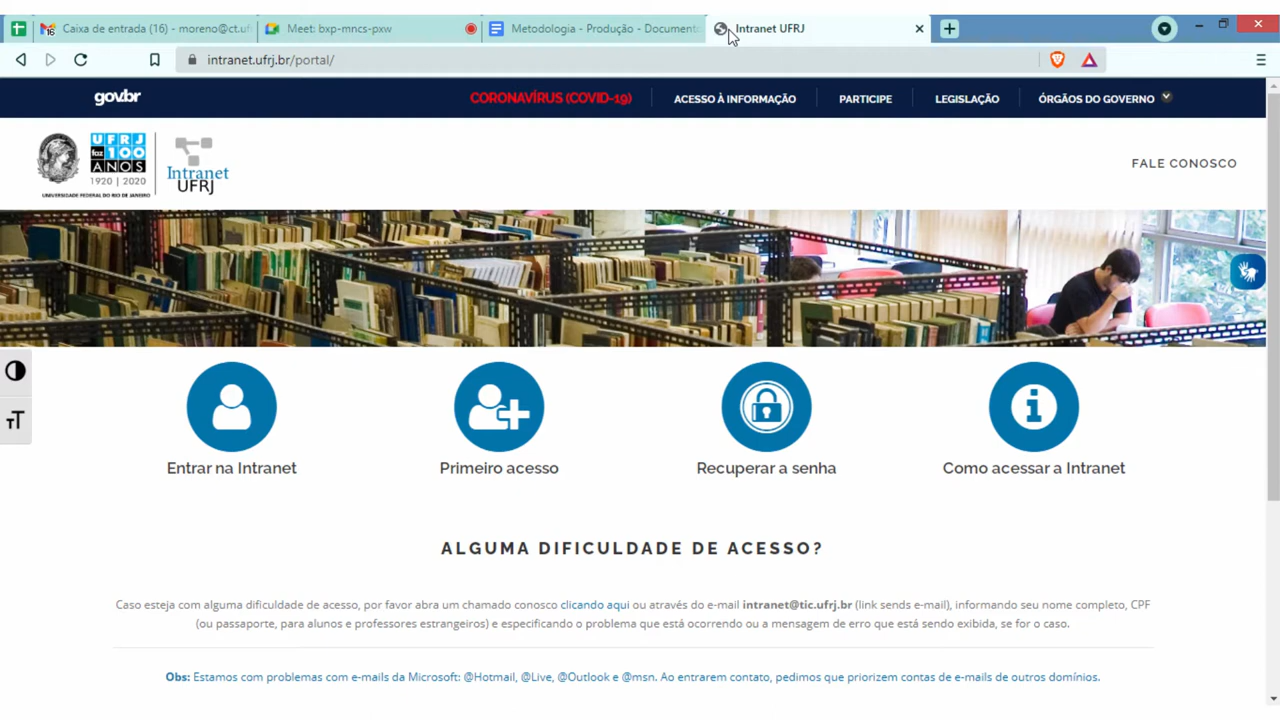 16
Caixa de entrada (16) - moreno@ct.uf
Meet: bxp-mncs-pxw
Metodologia - Produção - Document
Intranet UFRJ
intranet.ufrj.br/portal/
gov.br
CORONAVÍRUS (COVID-19)
ACESSO À INFORMAÇÃO
PARTICIPE
LEGISLAÇÃO
ÓRGÃOS DO GOVERNO
UFRJ
faz 100
ANOS
1920 | 2020
UNIVERSIDADE FEDERAL DO RIO DE JANEIRO
Intranet
UFRJ
FALE CONOSCO
TT
Entrar na Intranet
Primeiro acesso
Recuperar a senha
Como acessar a Intranet
ALGUMA DIFICULDADE DE ACESSO?
Caso esteja com alguma dificuldade de acesso, por favor abra um chamado conosco clicando aqui ou através do e-mail intranet@tic.ufrj.br (link sends e-mail), informando seu nome completo, CPF
(ou passaporte, para alunos e professores estrangeiros) e especificando o problema que está ocorrendo ou a mensagem de erro que está sendo exibida, se for o caso.
Obs: Estamos com problemas com e-mails da Microsoft: @Hotmail, @Live, @Outlook e @msn. Ao entrarem contato, pedimos que priorizem contas de e-mails de outros domínios.